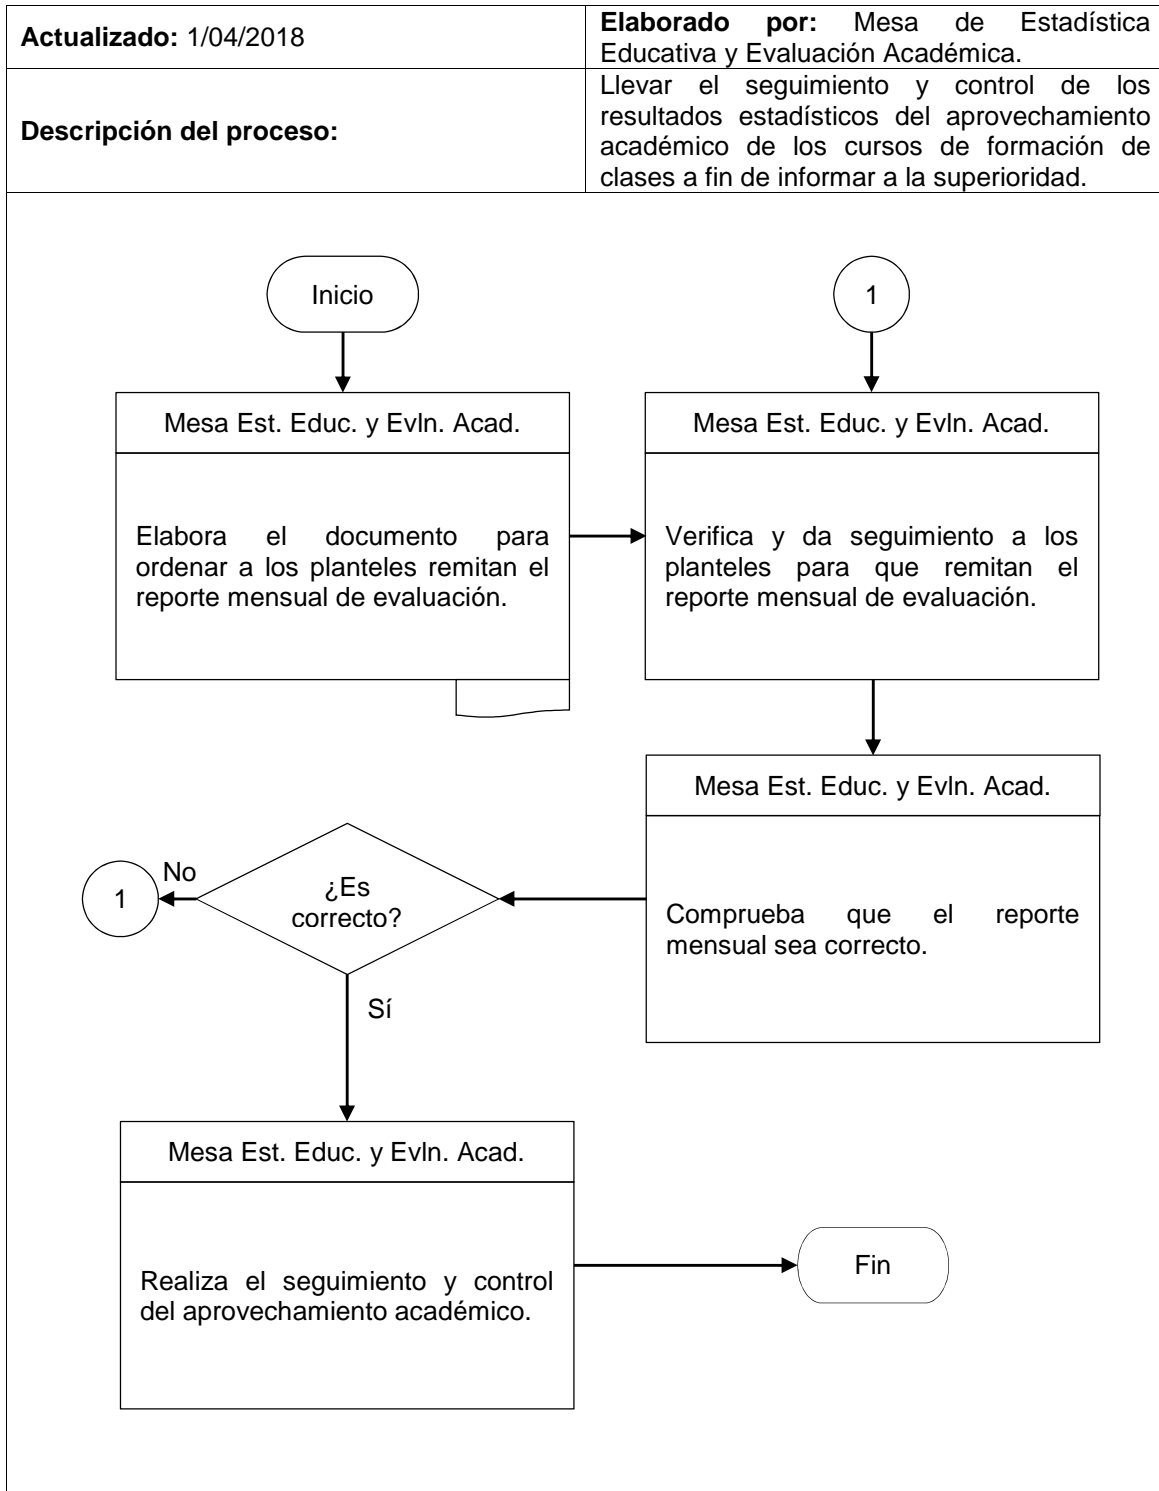 Actualizado: 1/04/2018
Elaborado por: Mesa de Estadística
Educativa y Evaluación Académica.
Descripción del proceso:
Llevar el seguimiento y control de los
resultados estadísticos del aprovechamiento
académico de los cursos de formación de
clases a fin de informar a la superioridad.
Inicio
1
Mesa Est. Educ. y Evln. Acad.
Elabora el documento para
ordenar a los planteles remitan el
reporte mensual de evaluación.
Mesa Est. Educ. y Evln. Acad.
Verifica y da seguimiento a los
planteles para que remitan el
reporte mensual de evaluación.
Mesa Est. Educ. y Evln. Acad.
Comprueba que el reporte
mensual sea correcto.
¿Es
correcto?
No
1
Sí
Mesa Est. Educ. y Evln. Acad.
Realiza el seguimiento y control
del aprovechamiento académico.
Fin